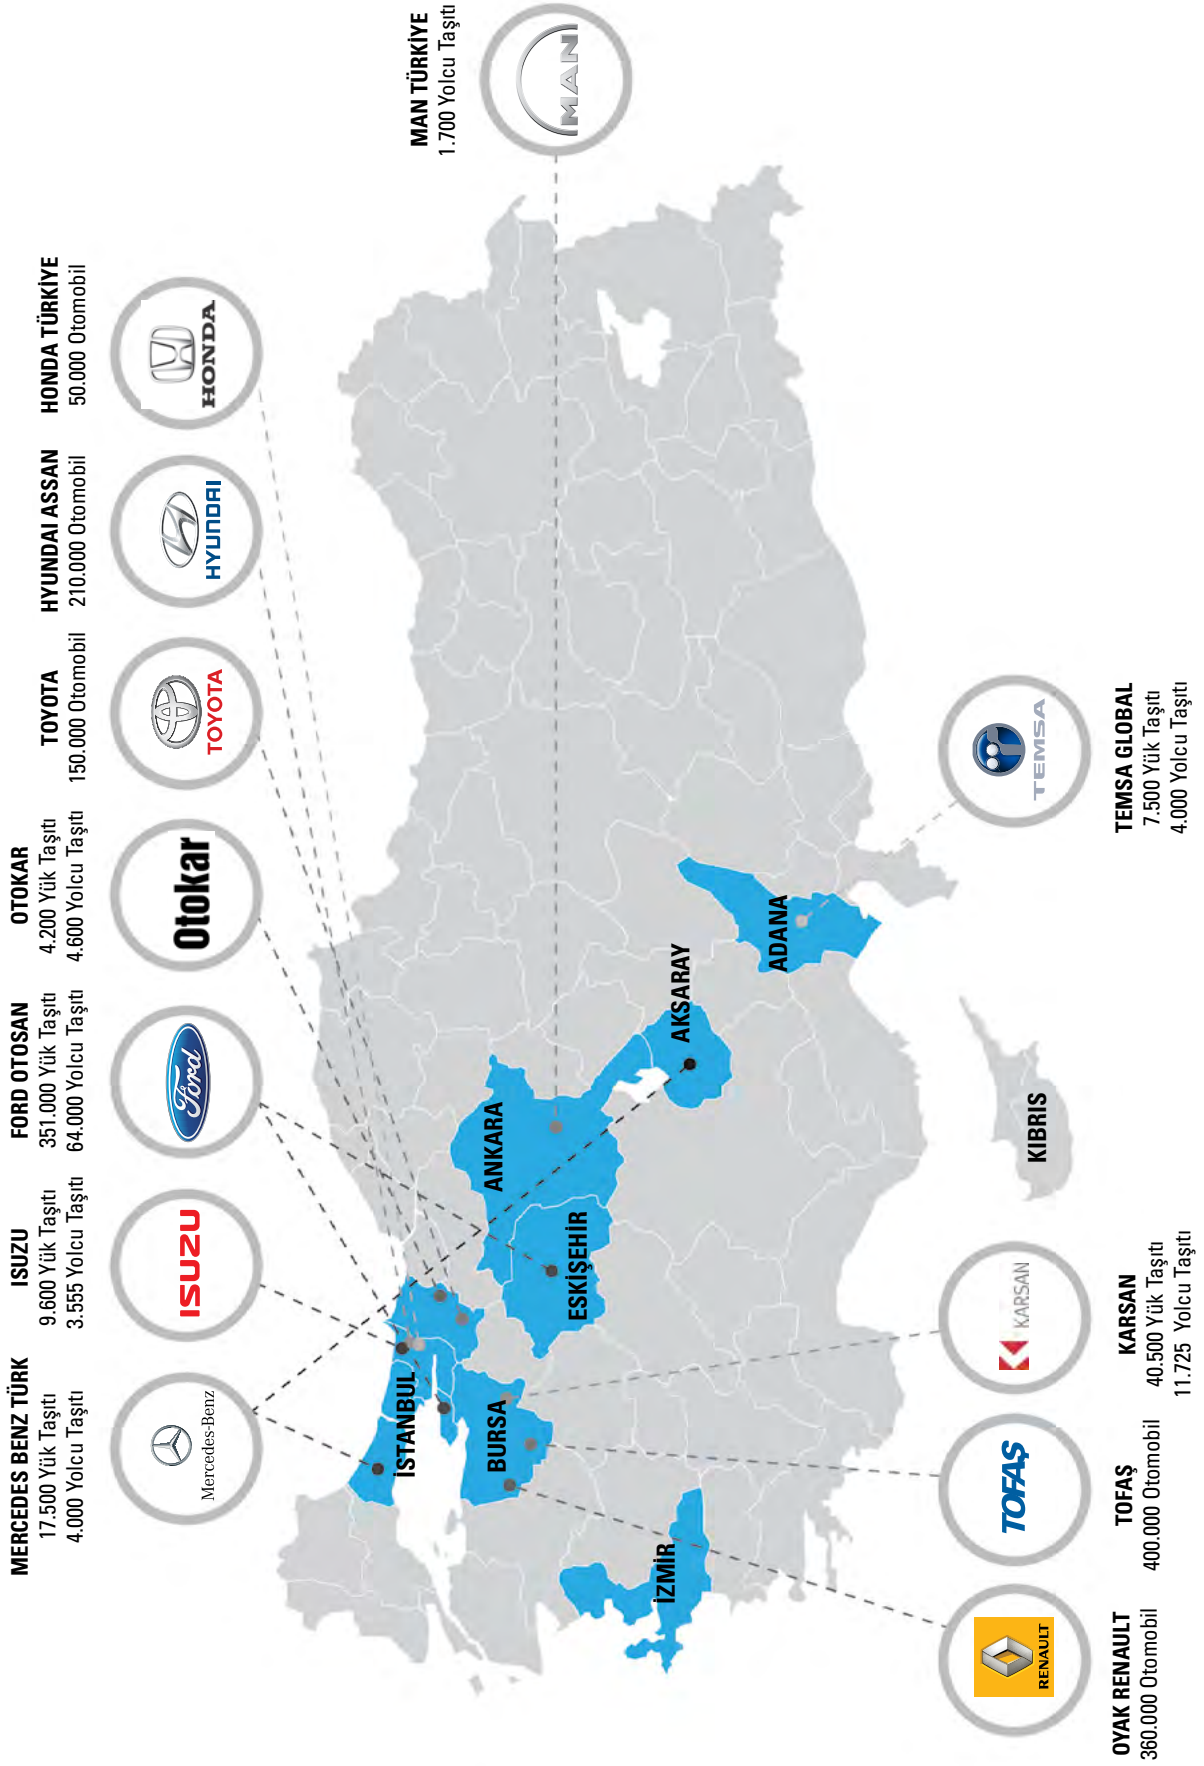 MERCEDES BENZ TÜRK
17.500 Yük Taşıtı
4.000 Yolcu Taşıtı
Mercedes-Benz
ISUZU
9.600 Yük Taşıtı
3.555 Yolcu Taşıtı
ISUZU
FORD OTOSAN
351.000 Yük Taşıtı
64.000 Yolcu Taşıtı
Ford
OTOKAR
4.200 Yük Taşıtı
4.600 Yolcu Taşıtı
Otokar
TOYOTA
150.000 Otomobil
TOYOTA
HYUNDAI ASSAN
210.000 Otomobil
HYUNDAI
HONDA TÜRKİYE
50.000 Otomobil
HONDA
MAN TÜRKİYE
1.700 Yolcu Taşıtı
MAN
İSTANBUL
BURSA
ESKİŞEHİR
ANKARA
İZMİR
AKSARAY
ADANA
KIBRIS
RENAULT
OYAK RENAULT
360.000 Otomobil
TOFAŞ
TOFAŞ
400.000 Otomobil
KARSAN
KARSAN
40.500 Yük Taşıtı
11.725 Yolcu Taşıtı
TEMSA
TEMSA GLOBAL
7.500 Yük Taşıtı
4.000 Yolcu Taşıtı